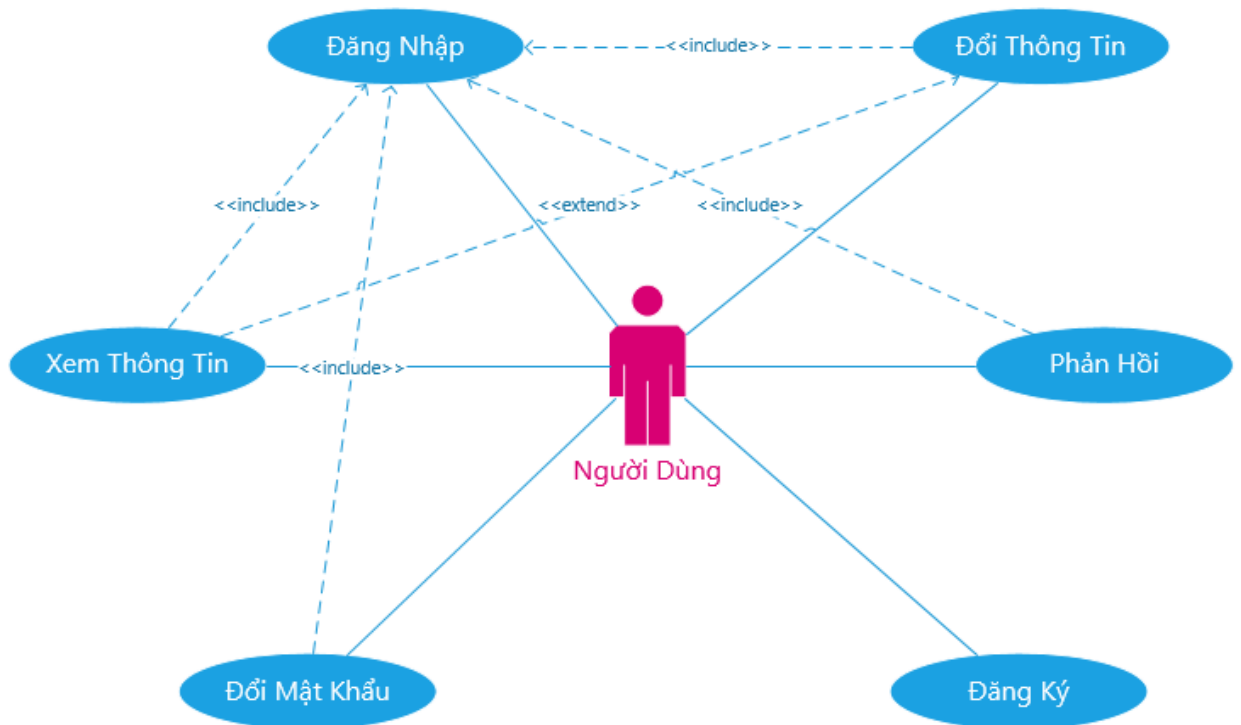 Đăng Nhập
<<include>>
Đổi Thông Tin
<<include>>
<<extend>>
<<include>>
Xem Thông Tin
<<include>>
Phản Hồi
Người Dùng
Đổi Mật Khẩu
Đăng Ký